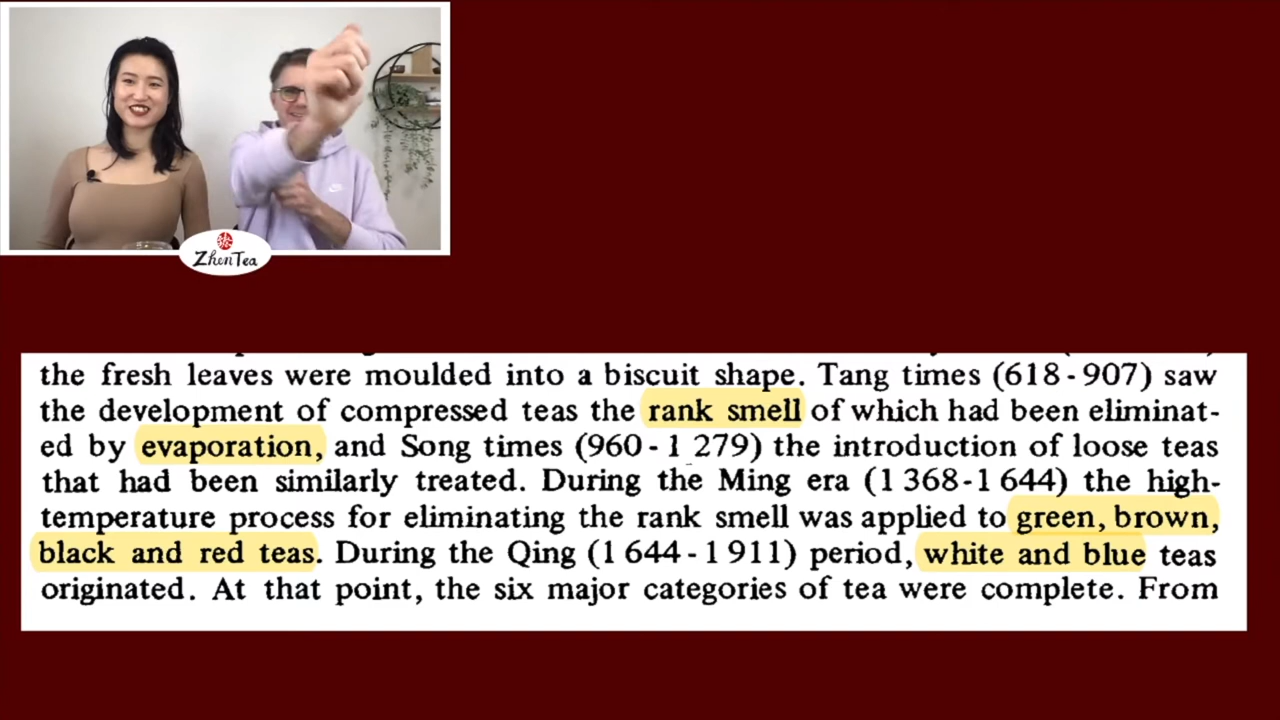 ZhenTea
the fresh leaves were moulded into a biscuit shape. Tang times (618-907) saw
the development of compressed teas the rank smell of which had been eliminat-
ed by evaporation, and Song times (960-1 279) the introduction of loose teas
that had been similarly treated. During the Ming era (1 368-1 644) the high-
temperature process for eliminating the rank smell was applied to green, brown,
black and red teas. During the Qing (1 644-1 911) period, white and blue teas
originated. At that point, the six major categories of tea were complete. From